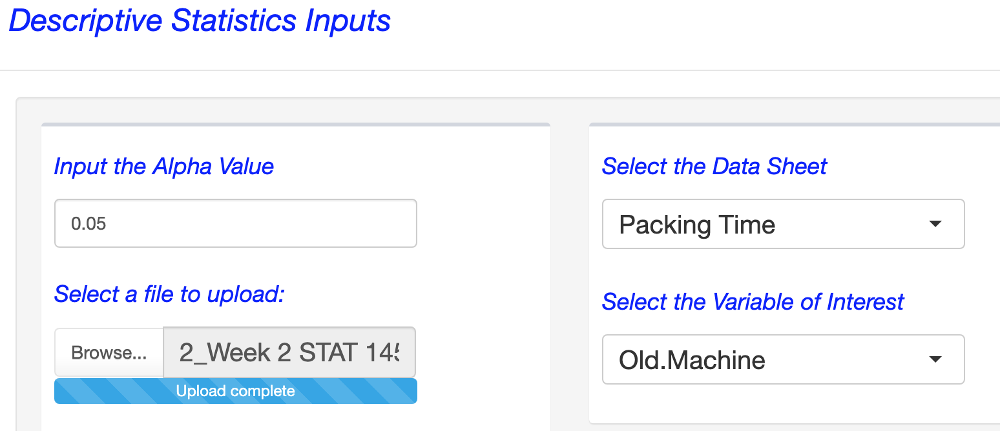 Descriptive Statistics Inputs
Input the Alpha Value
0.05
Select a file to upload:
Browse...
2_Week 2 STAT 14
Upload complete
Select the Data Sheet
Packing Time
Select the Variable of Interest
Old.Machine